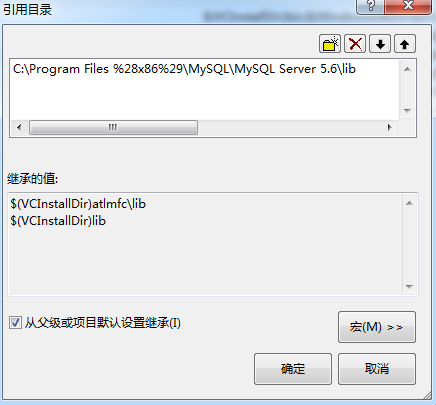 引用目录
C:\Program Files %28x86%29\MySQL\MySQL Server 5.6\lib
继承的值:
$(VCInstallDir)atlmfc\lib
$(VCInstallDir)lib
从父级或项目默认设置继承(I)
宏(M) >>
确定
取消